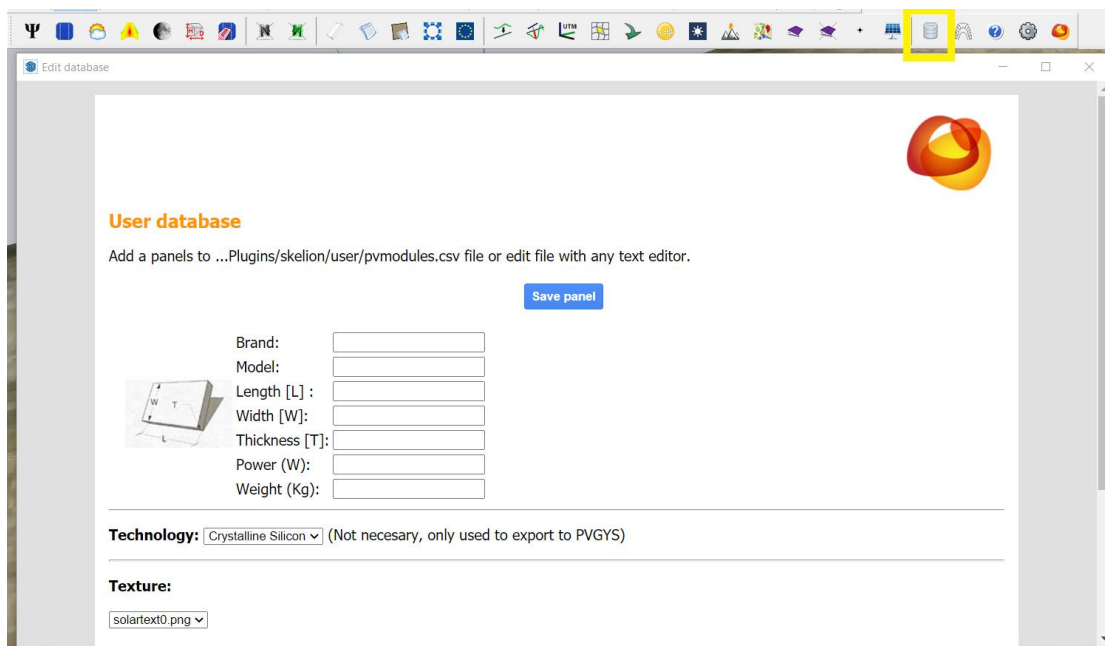 Ψ
N
N
UTM
?
Edit database
User database
Add a panels to ...Plugins/skelion/user/pvmodules.csv file or edit file with any text editor.
Save panel
Brand:
Model:
Length [L] :
Width [W]:
Thickness [T]:
Power (W):
Weight (Kg):
W T
L
Technology: Crystalline Silicon (Not necesary, only used to export to PVGYS)
Texture:
solartext0.png